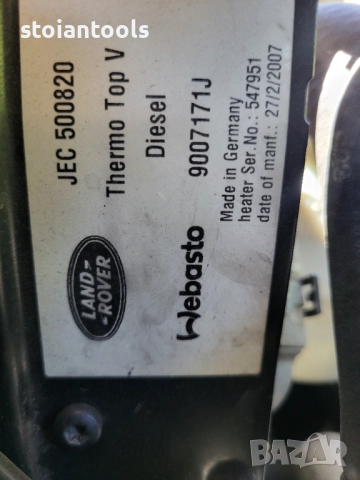 stoiantools
JEC 500820
Thermo Top V
Diesel
9007171J
Made in Germany
heater Ser.No.: 547951
date of manf.: 27/2/2007
LAND-
-ROVER
Webasto
BAZAR